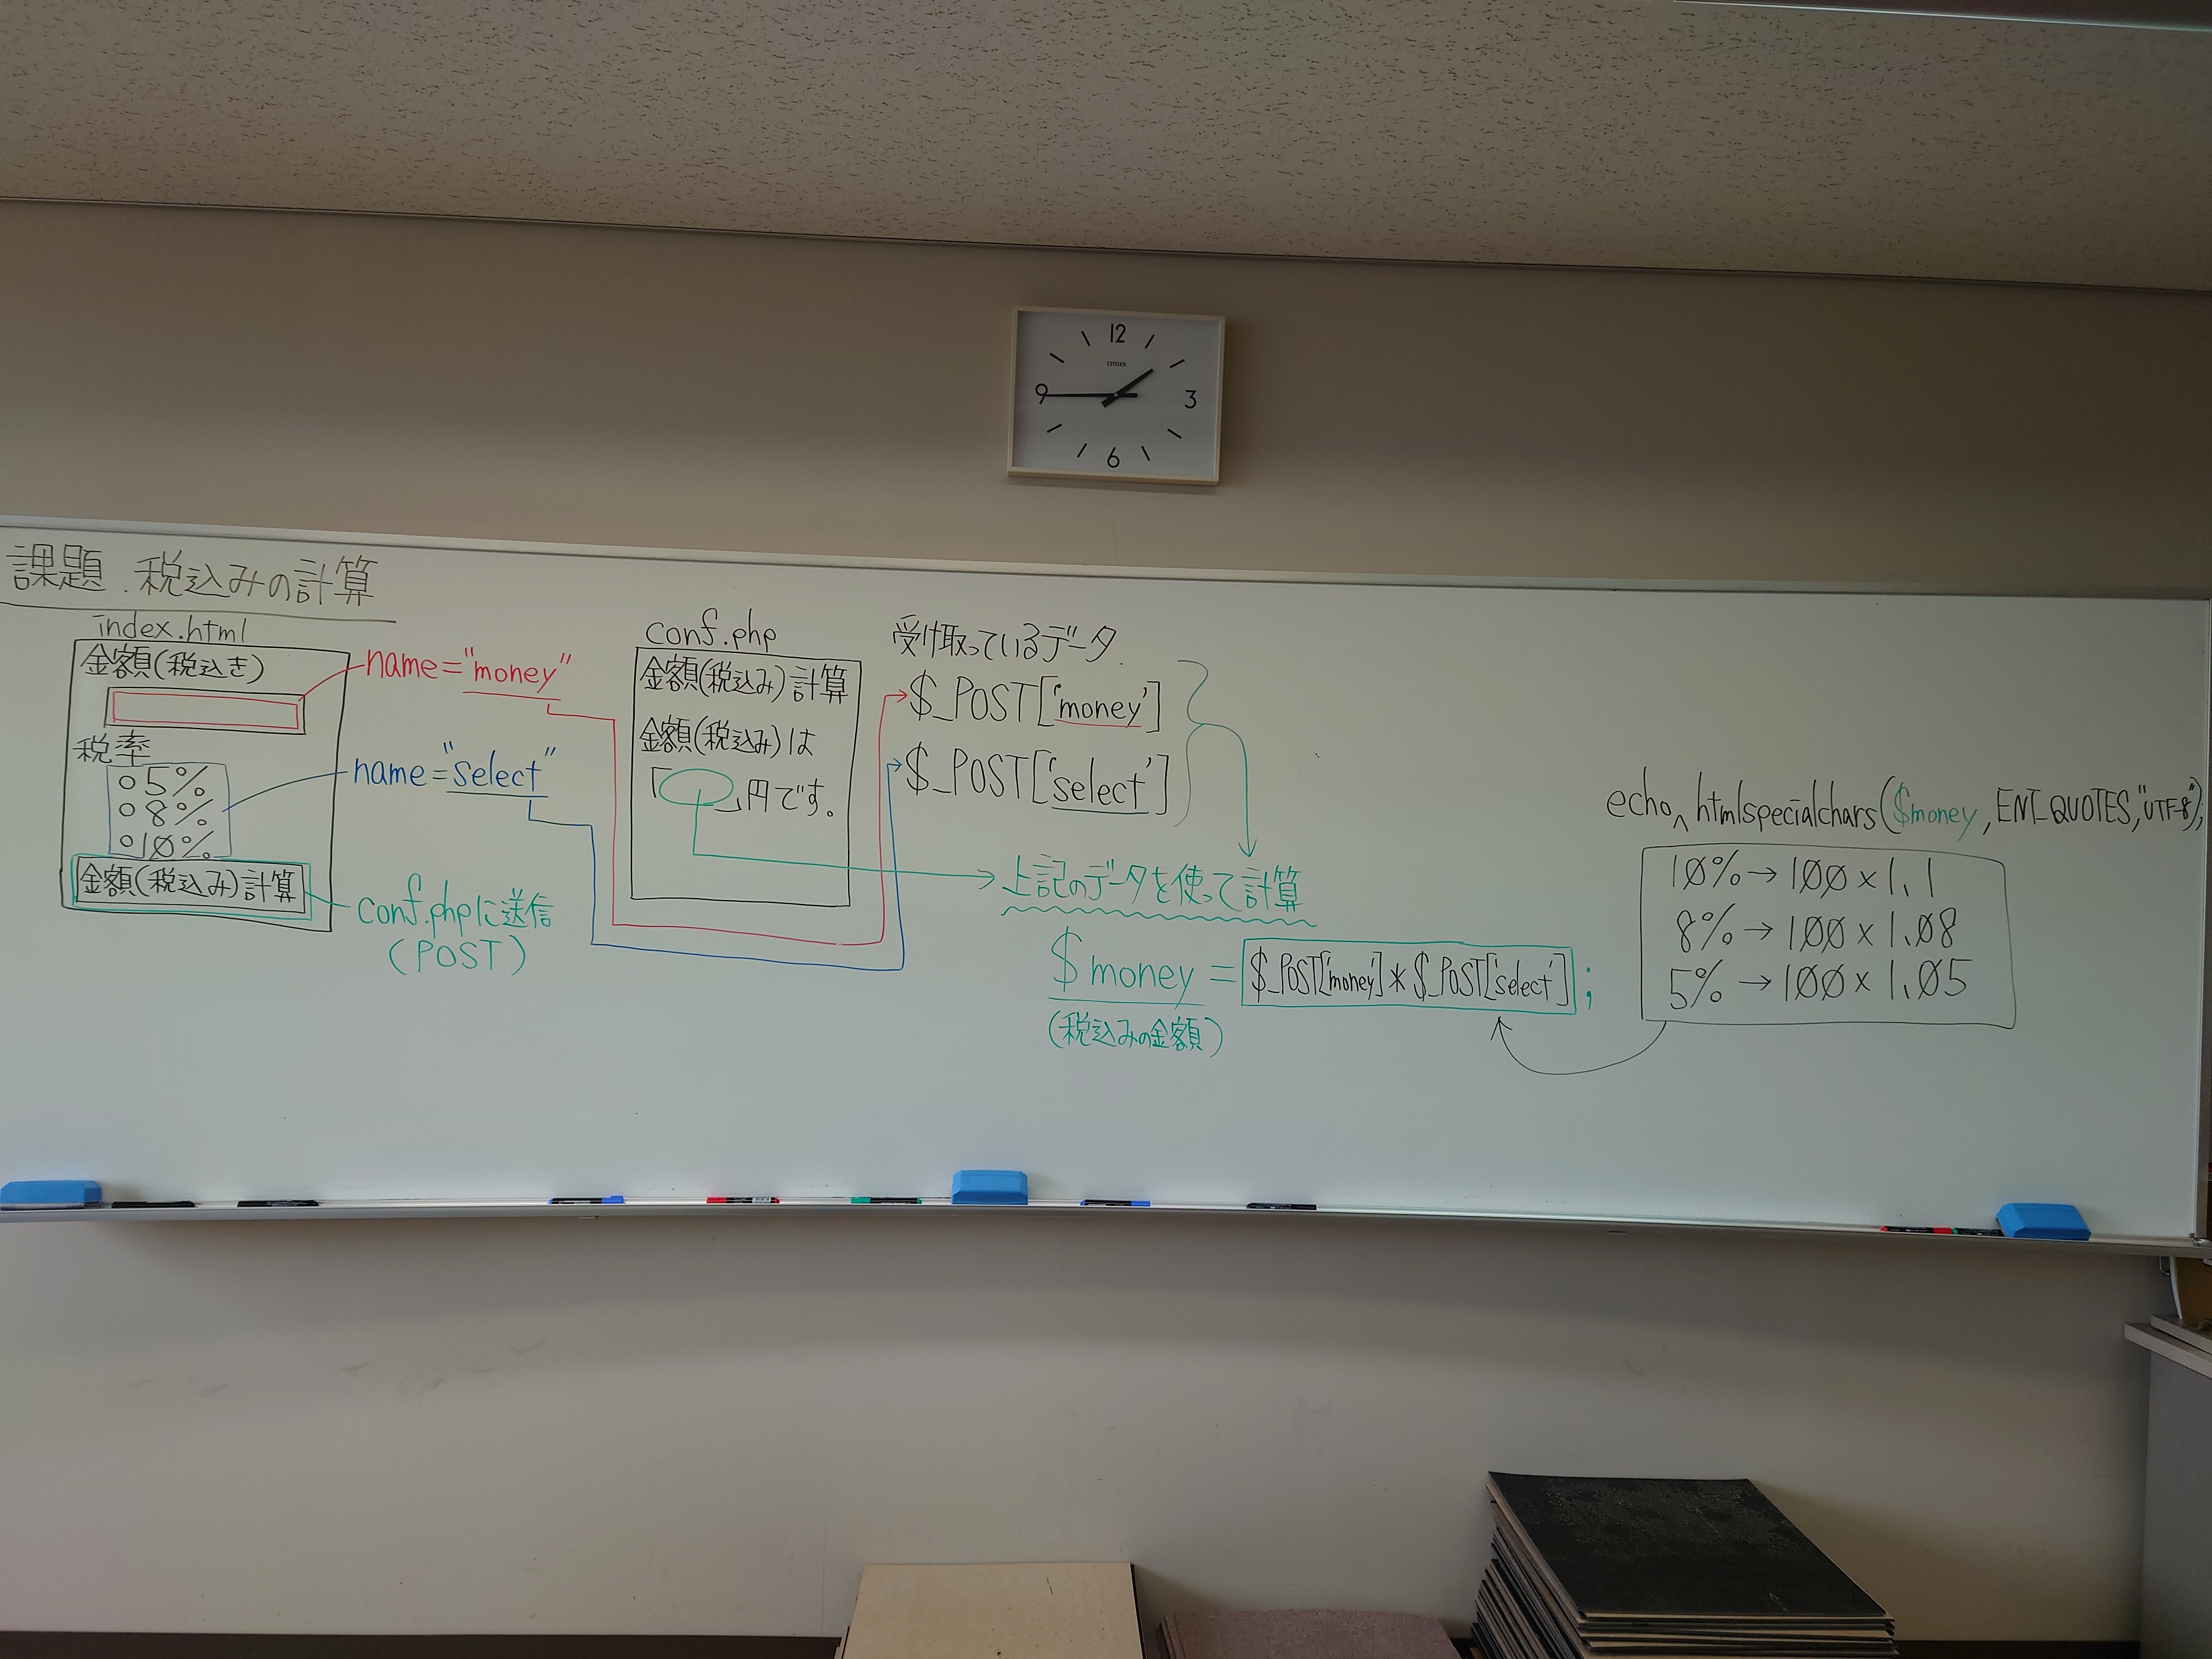 12
CITIZEN
9
3
6
課題.税込みの計算
index.html
金額(税込き)
税率
○5%
○8%
○10%
金額(税込み)計算
name="money"
name="select"
conf.phpに送信
(POST)
conf.php
金額(税込み)計算
金額(税込み)は
「 」円です。
受け取っているデータ
$_POST['money']
$_POST['select']
上記のデータを使って計算
$money = $_POST['money'] * $_POST['select'] ;
(税込みの金額)
echo htmlspecialchars($money, ENT_QUOTES, "UTF-8");
10% → 100 × 1.1
8% → 100 × 1.08
5% → 100 × 1.05